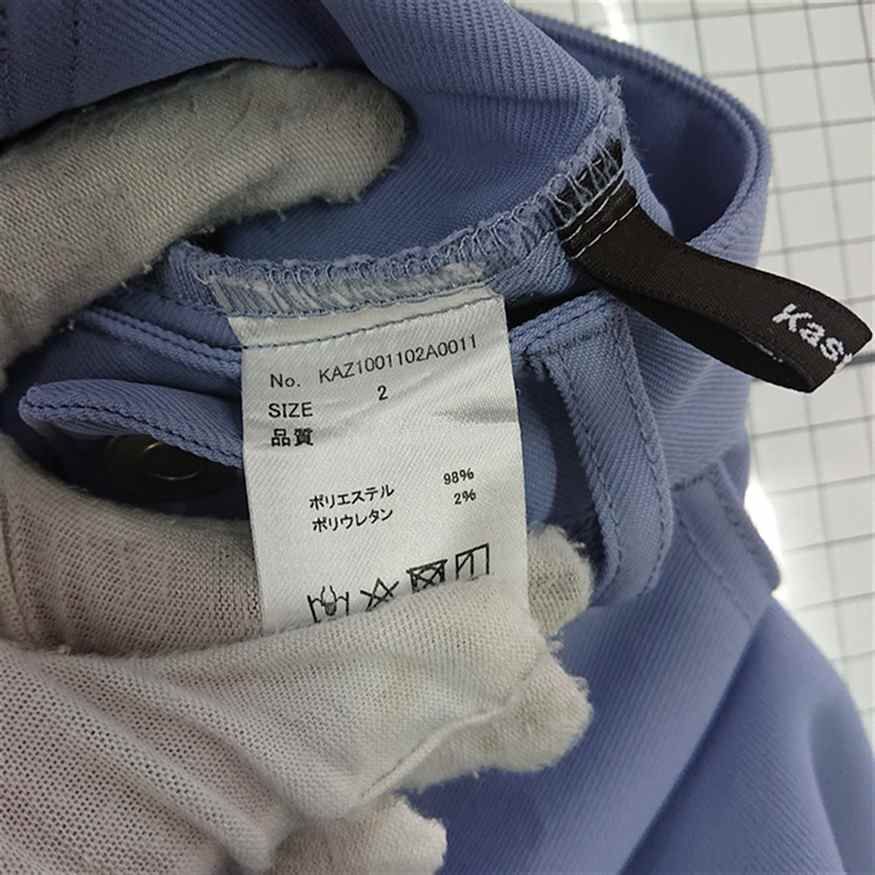 No. KAZ1001102A0011
SIZE 2
品質
ポリエステル 98%
ポリウレタン 2%